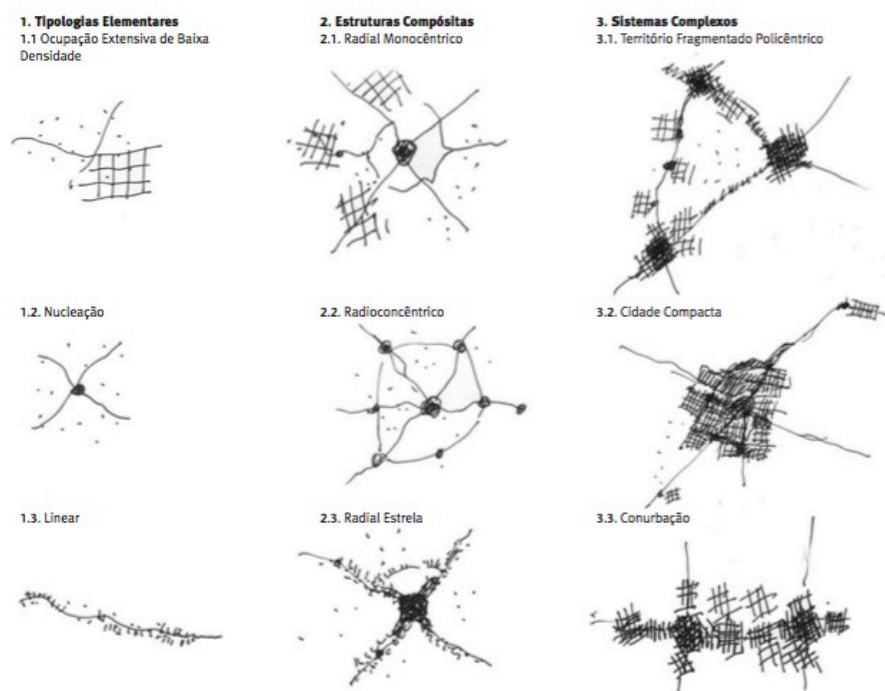 1. Tipologias Elementares
1.1 Ocupação Extensiva de Baixa
Densidade
2. Estruturas Compósitas
2.1. Radial Monocêntrico
3. Sistemas Complexos
3.1. Território Fragmentado Policêntrico
1.2. Nucleação
2.2. Radioconcêntrico
3.2. Cidade Compacta
1.3. Linear
2.3. Radial Estrela
3.3. Conurbação